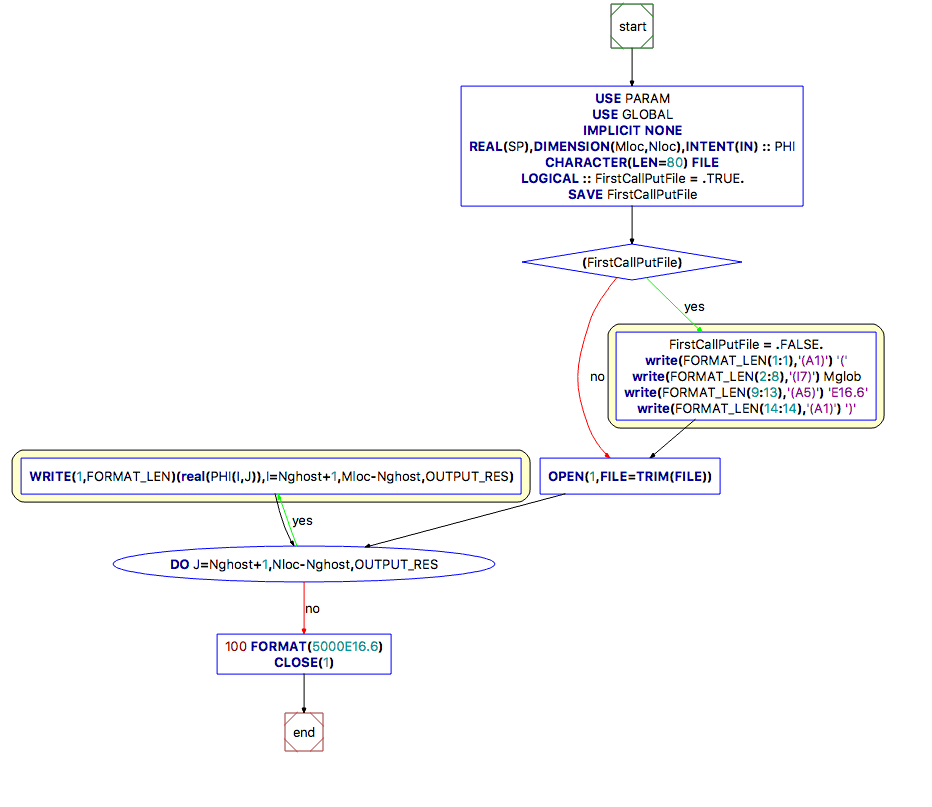 start
USE PARAM
USE GLOBAL
IMPLICIT NONE
REAL(SP),DIMENSION(Mloc,Nloc),INTENT(IN) :: PHI
CHARACTER(LEN=80) FILE
LOGICAL :: FirstCallPutFile = .TRUE.
SAVE FirstCallPutFile
(FirstCallPutFile)
yes
no
FirstCallPutFile = .FALSE.
write(FORMAT_LEN(1:1),'(A1)') '('
write(FORMAT_LEN(2:8),'(I7)') Mglob
write(FORMAT_LEN(9:13),'(A5)') 'E16.6'
write(FORMAT_LEN(14:14),'(A1)') ')'
OPEN(1,FILE=TRIM(FILE))
WRITE(1,FORMAT_LEN)(real(PHI(I,J)),I=Nghost+1,Mloc-Nghost,OUTPUT_RES)
yes
DO J=Nghost+1,Nloc-Nghost,OUTPUT_RES
no
100 FORMAT(5000E16.6)
CLOSE(1)
end